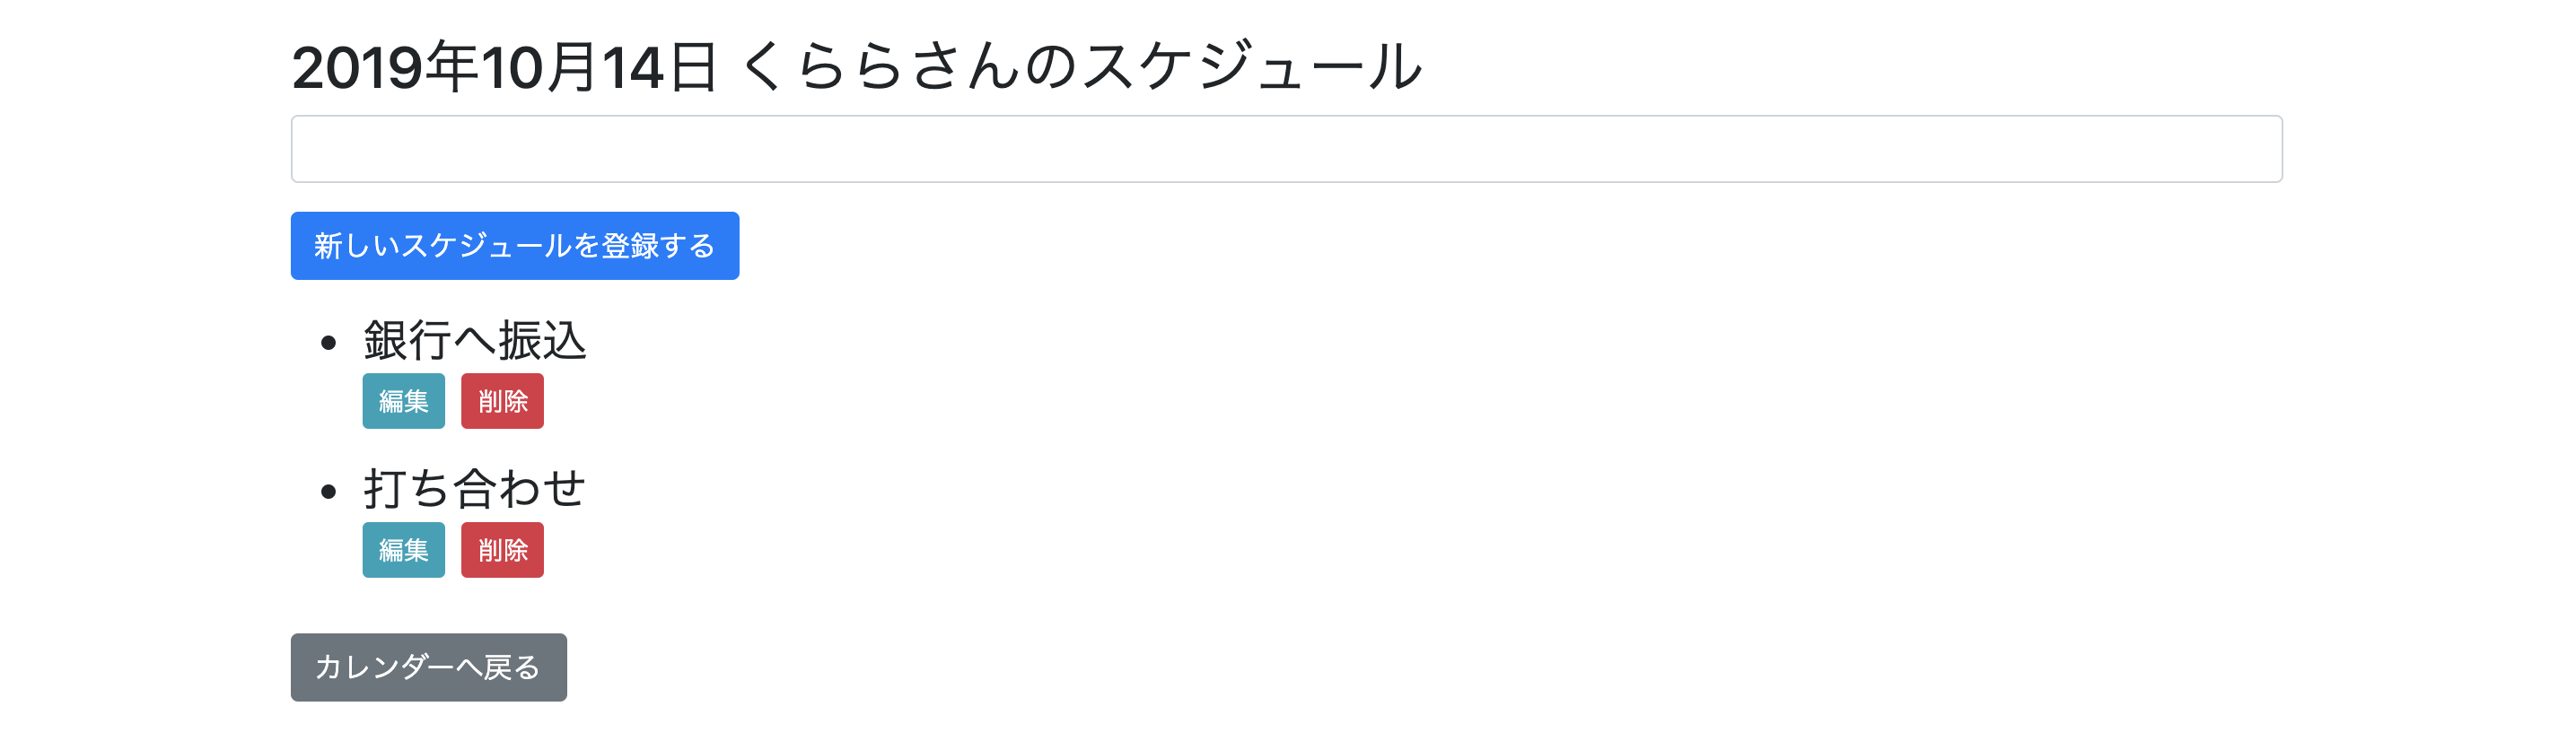 2019年10月14日 くららさんのスケジュール
新しいスケジュールを登録する
銀行へ振込
編集 削除
打ち合わせ
編集 削除
カレンダーへ戻る